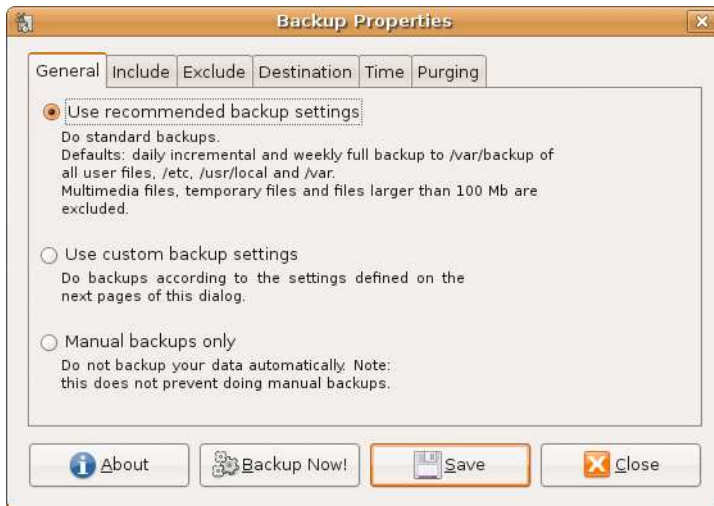 Backup Properties
General Include Exclude Destination Time Purging
Use recommended backup settings
Do standard backups.
Defaults: daily incremental and weekly full backup to /var/backup of
all user files, /etc, /usr/local and /var.
Multimedia files, temporary files and files larger than 100 Mb are
excluded.
Use custom backup settings
Do backups according to the settings defined on the
next pages of this dialog.
Manual backups only
Do not backup your data automatically. Note:
this does not prevent doing manual backups.
About Backup Now! Save Close